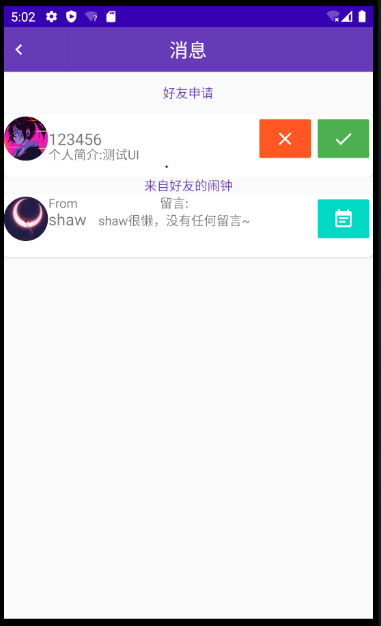 5:02
消息
好友申请
123456
个人简介:测试UI
来自好友的闹钟
From 留言:
shaw shaw很懒，没有任何留言~